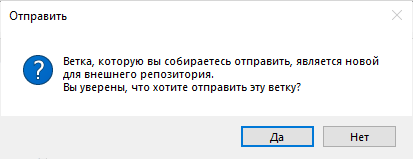 Отправить
Ветка, которую вы собираетесь отправить, является новой
для внешнего репозитория.
Вы уверены, что хотите отправить эту ветку?
Да
Нет